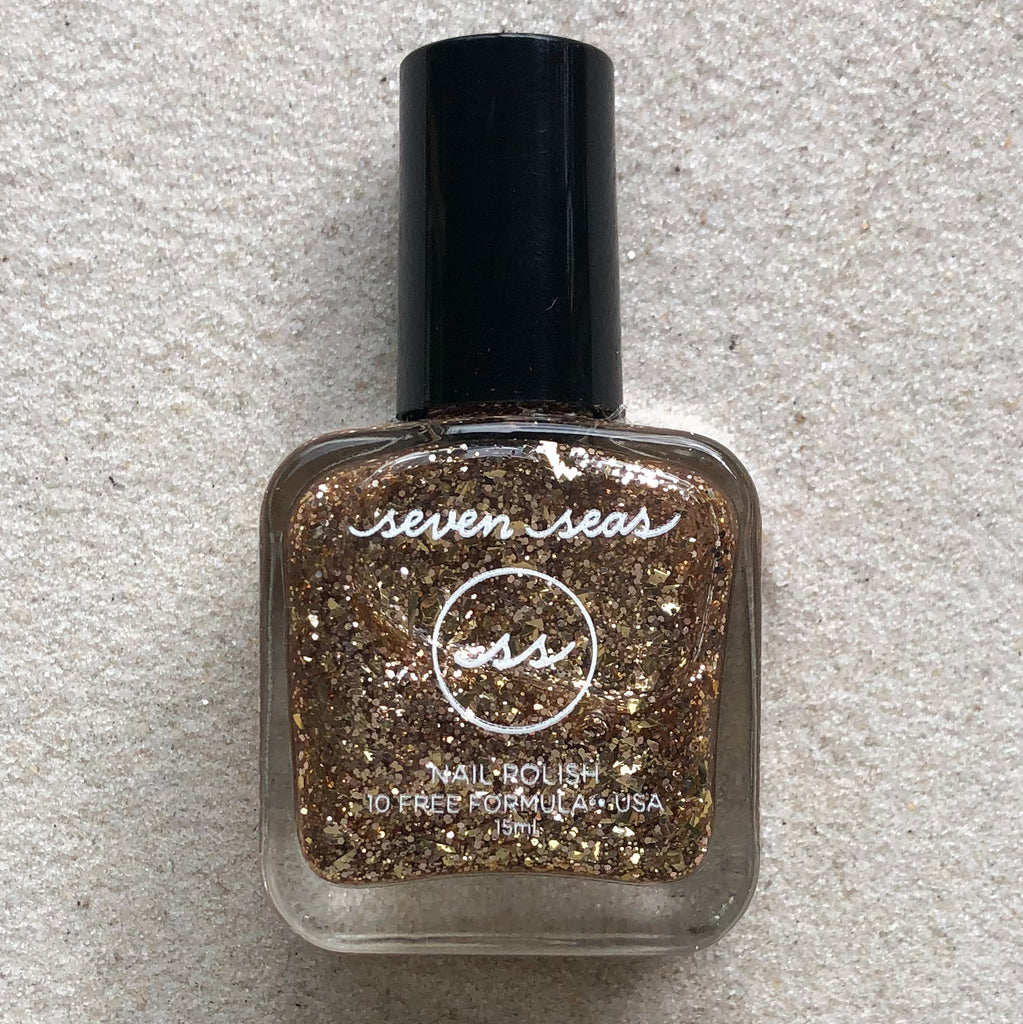 seven seas
ss
NAIL POLISH
10 FREE FORMULA • USA
15ml